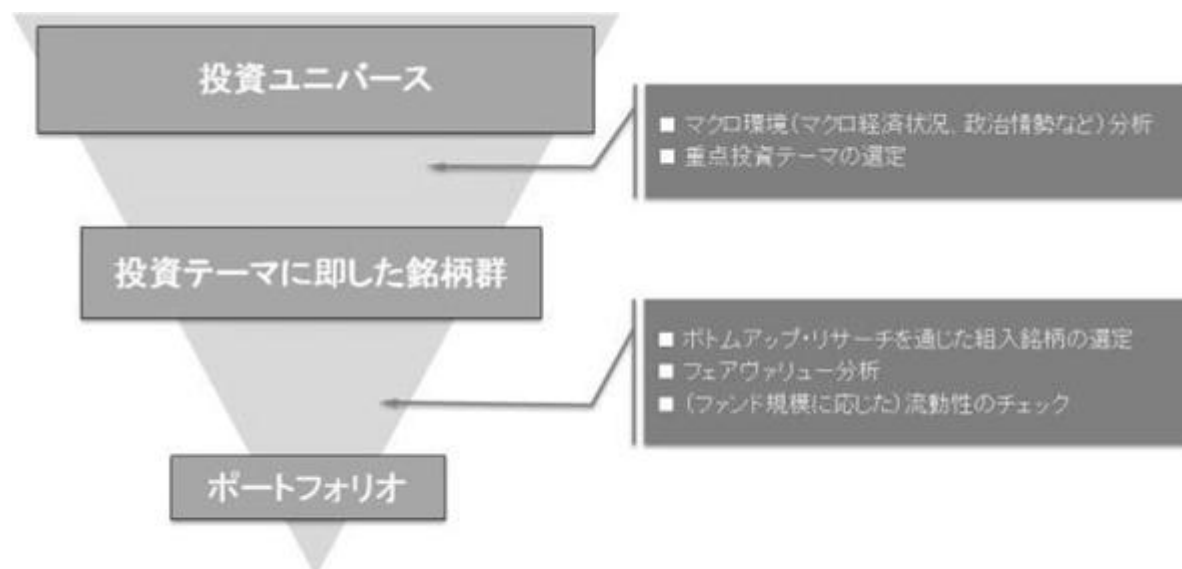 投資ユニバース
■ マクロ環境(マクロ経済状況、政治情勢など)分析
■ 重点投資テーマの選定
投資テーマに即した銘柄群
■ ボトムアップ・リサーチを通じた組入銘柄の選定
■ フェアヴァリュー分析
■ (ファンド規模に応じた)流動性のチェック
ポートフォリオ